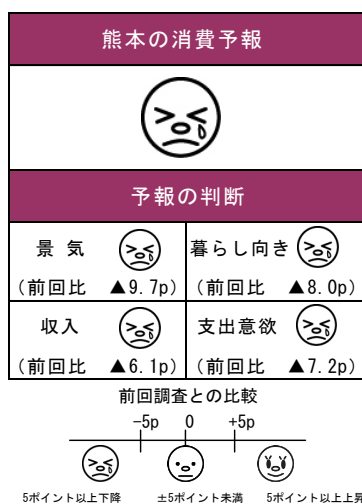 熊本の消費予報
予報の判断
景 気
(前回比 ▲9.7p)
暮らし向き
(前回比 ▲8.0p)
収入
(前回比 ▲6.1p)
支出意欲
(前回比 ▲7.2p)
前回調査との比較
-5p 0 +5p
5ポイント以上下降 ±5ポイント未満 5ポイント以上上昇